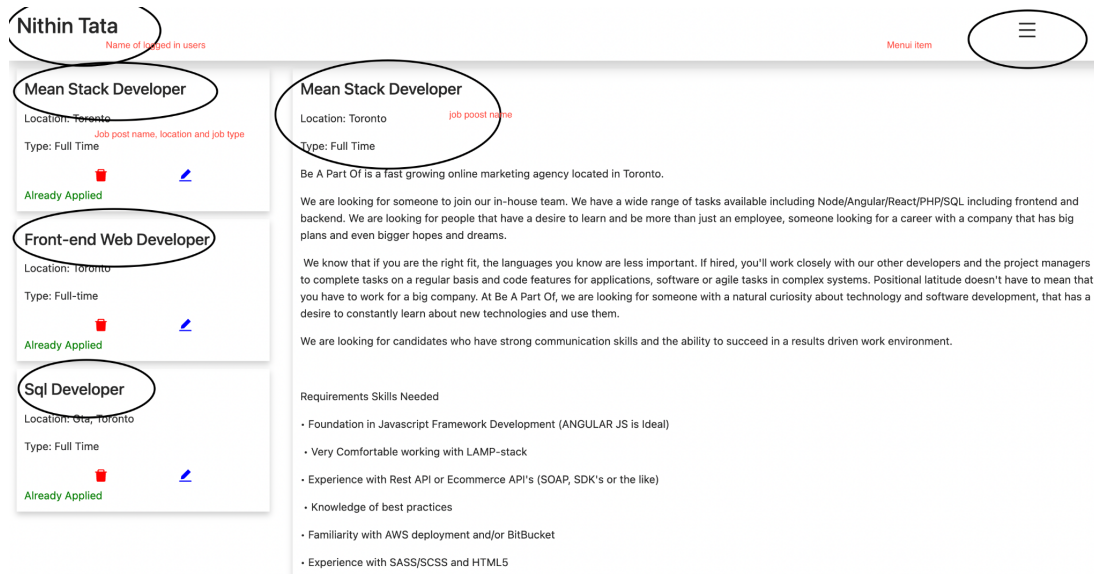 Nithin Tata
Name of logged in users
Menui item
Mean Stack Developer
Location: Toronto
Job post name, location and job type
Type: Full Time
Already Applied
Front-end Web Developer
Location: Toronto
Type: Full-time
Already Applied
Sql Developer
Location: Gta, Toronto
Type: Full Time
Already Applied
Mean Stack Developer
job poost name
Location: Toronto
Type: Full Time
Be A Part Of is a fast growing online marketing agency located in Toronto.
We are looking for someone to join our in-house team. We have a wide range of tasks available including Node/Angular/React/PHP/SQL including frontend and
backend. We are looking for people that have a desire to learn and be more than just an employee, someone looking for a career with a company that has big
plans and even bigger hopes and dreams.
We know that if you are the right fit, the languages you know are less important. If hired, you'll work closely with our other developers and the project managers
to complete tasks on a regular basis and code features for applications, software or agile tasks in complex systems. Positional latitude doesn't have to mean that
you have to work for a big company. At Be A Part Of, we are looking for someone with a natural curiosity about technology and software development, that has a
desire to constantly learn about new technologies and use them.
We are looking for candidates who have strong communication skills and the ability to succeed in a results driven work environment.
Requirements Skills Needed
• Foundation in Javascript Framework Development (ANGULAR JS is Ideal)
• Very Comfortable working with LAMP-stack
• Experience with Rest API or Ecommerce API's (SOAP, SDK's or the like)
• Knowledge of best practices
• Familiarity with AWS deployment and/or BitBucket
• Experience with SASS/SCSS and HTML5